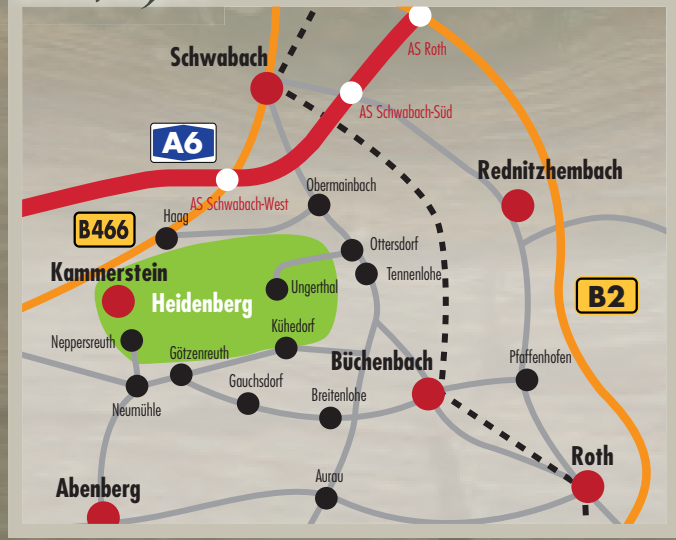 AS Roth
Schwabach
AS Schwabach-Süd
A6
Rednitzhembach
Obermainbach
AS Schwabach-West
Haag
B466
Ottersdorf
Kammerstein
Tennenlohe
Ungerthal
Heidenberg
B2
Kühedorf
Neppersreuth
Götzenreuth
Büchenbach
Pfaffenhofen
Gauchsdorf
Breitenlohe
Neumühle
Roth
Aurau
Abenberg